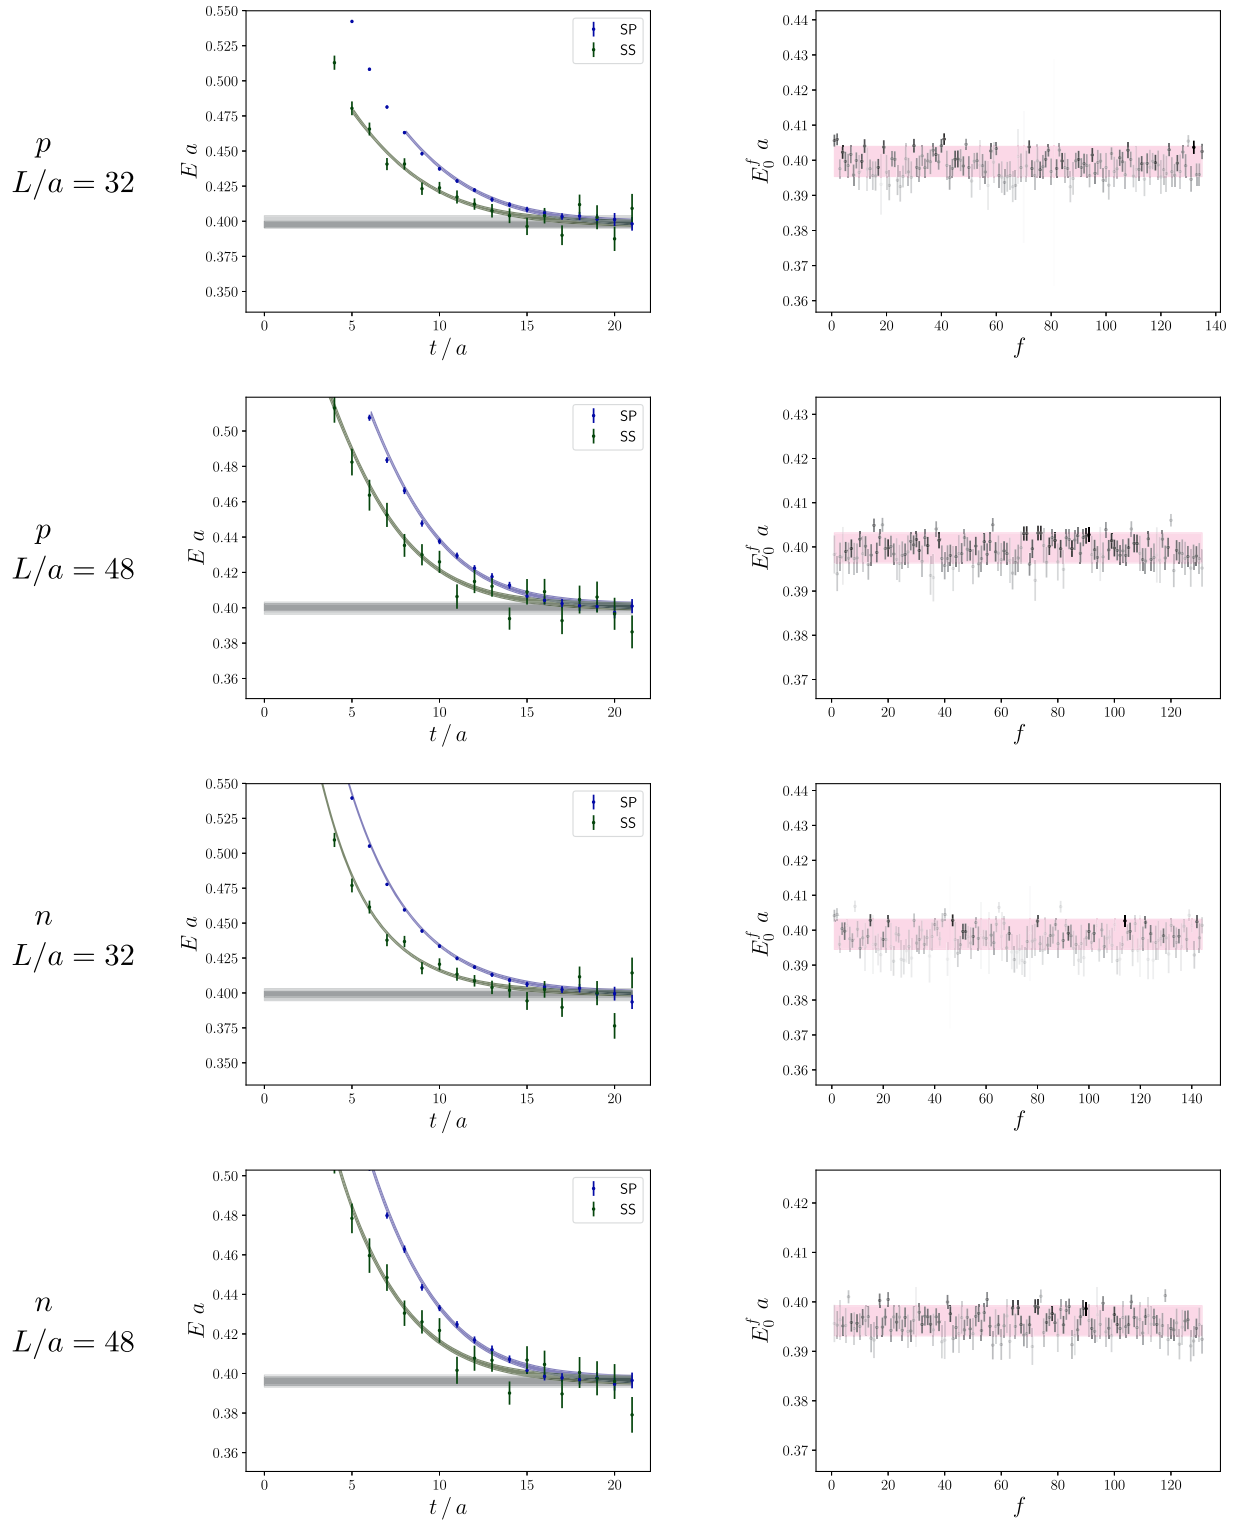 p
L/a = 32
0.550
0.525
0.500
0.475
0.450
0.425
0.400
0.375
0.350
E a
0 5 10 15 20
t / a
SP
SS
0.44
0.43
0.42
0.41
0.40
0.39
0.38
0.37
0.36
E_0^f a
0 20 40 60 80 100 120 140
f
p
L/a = 48
0.50
0.48
0.46
0.44
0.42
0.40
0.38
0.36
E a
0 5 10 15 20
t / a
SP
SS
0.43
0.42
0.41
0.40
0.39
0.38
0.37
E_0^f a
0 20 40 60 80 100 120
f
n
L/a = 32
0.550
0.525
0.500
0.475
0.450
0.425
0.400
0.375
0.350
E a
0 5 10 15 20
t / a
SP
SS
0.44
0.43
0.42
0.41
0.40
0.39
0.38
0.37
0.36
E_0^f a
0 20 40 60 80 100 120 140
f
n
L/a = 48
0.50
0.48
0.46
0.44
0.42
0.40
0.38
0.36
E a
0 5 10 15 20
t / a
SP
SS
0.42
0.41
0.40
0.39
0.38
0.37
E_0^f a
0 20 40 60 80 100 120
f